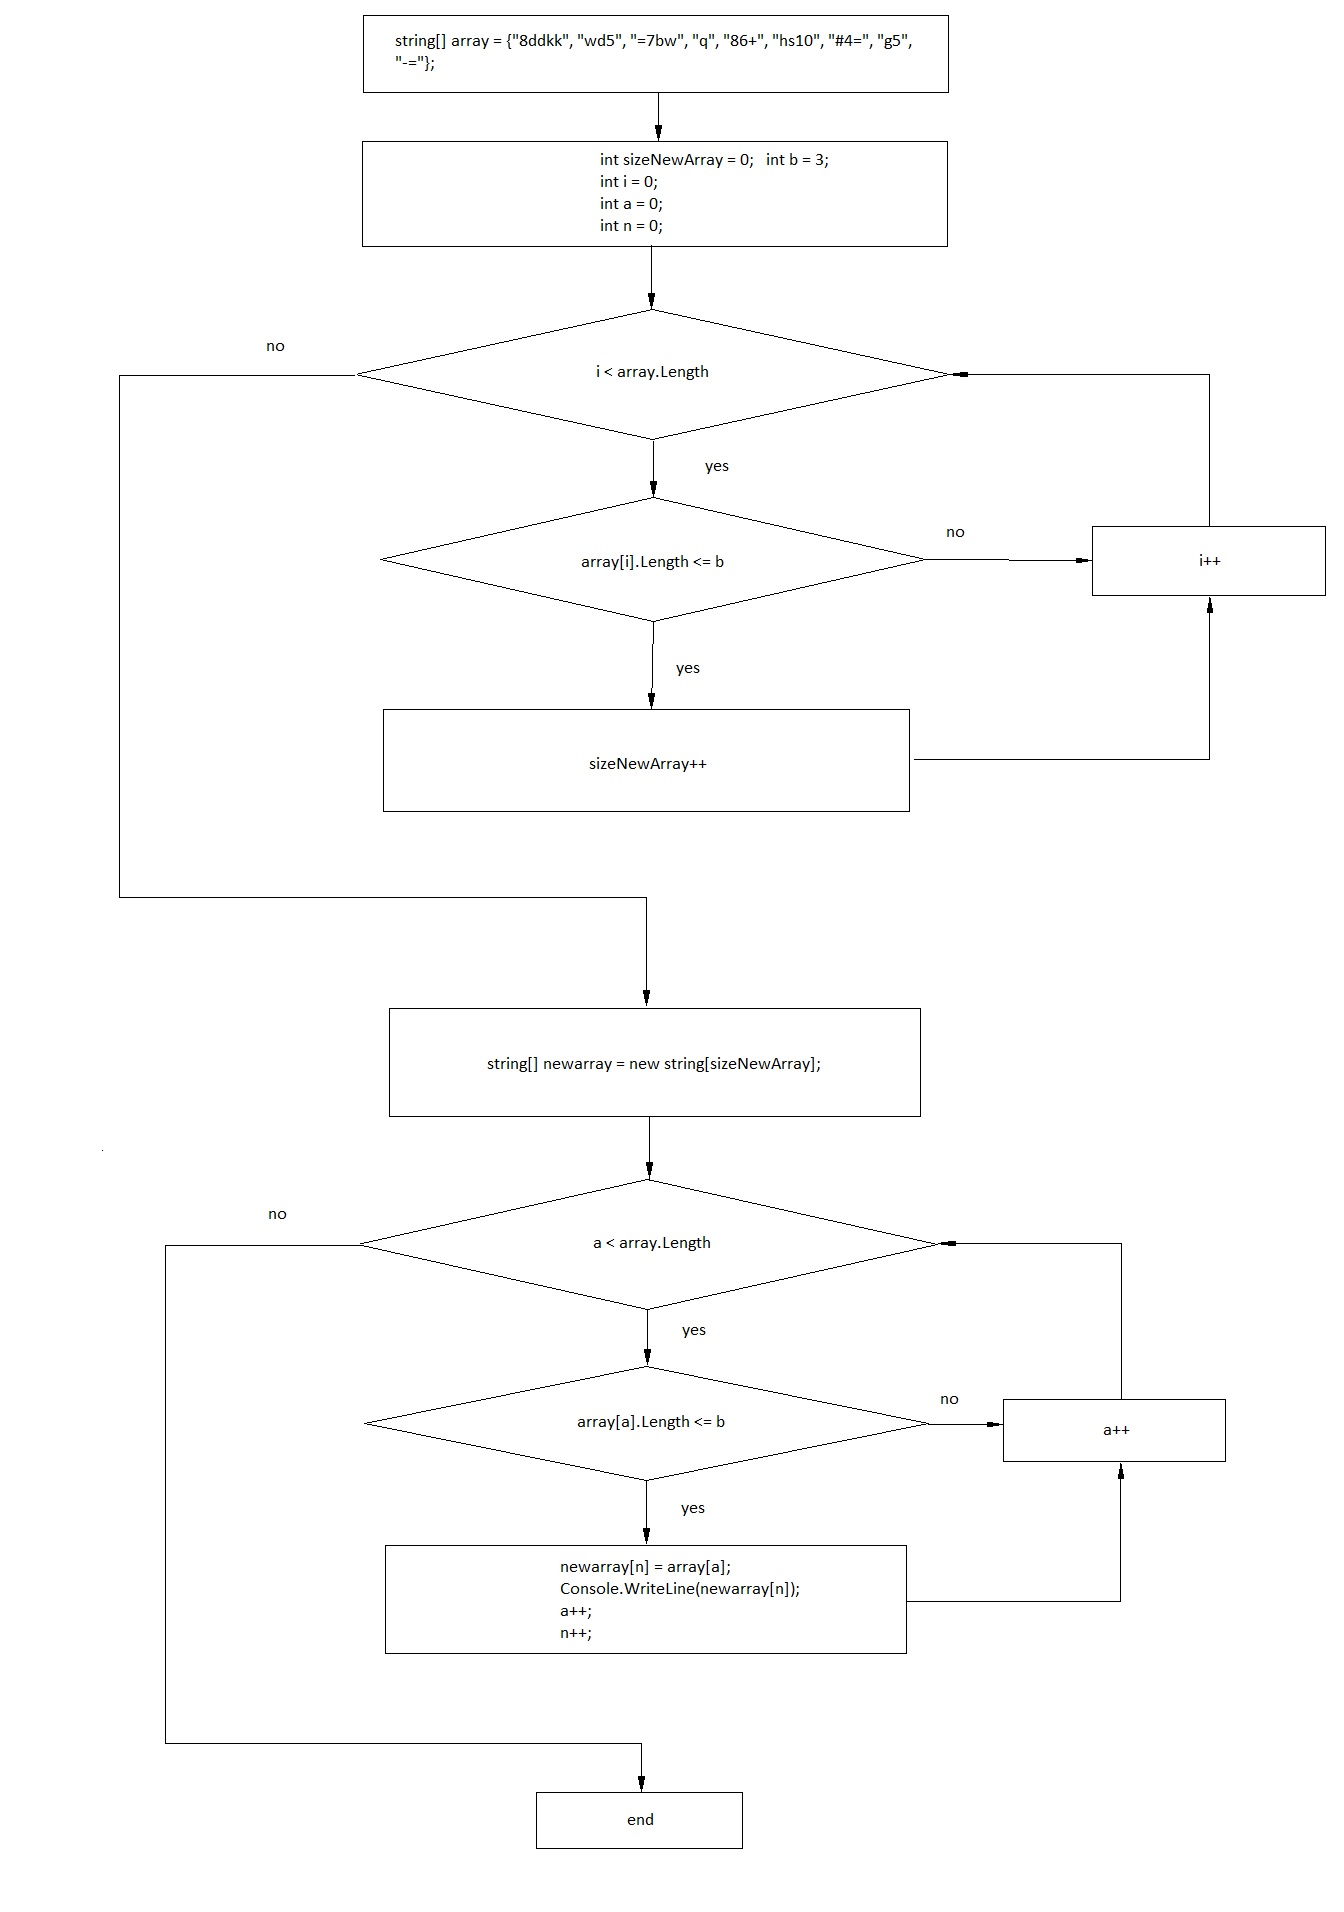 string[] array = {"8ddkk", "wd5", "=7bw", "q", "86+", "hs10", "#4=", "g5",
"-="};
int sizeNewArray = 0;   int b = 3;
int i = 0;
int a = 0;
int n = 0;
no
i < array.Length
yes
no
array[i].Length <= b
i++
yes
sizeNewArray++
string[] newarray = new string[sizeNewArray];
no
a < array.Length
yes
no
array[a].Length <= b
a++
yes
newarray[n] = array[a];
Console.WriteLine(newarray[n]);
a++;
n++;
end